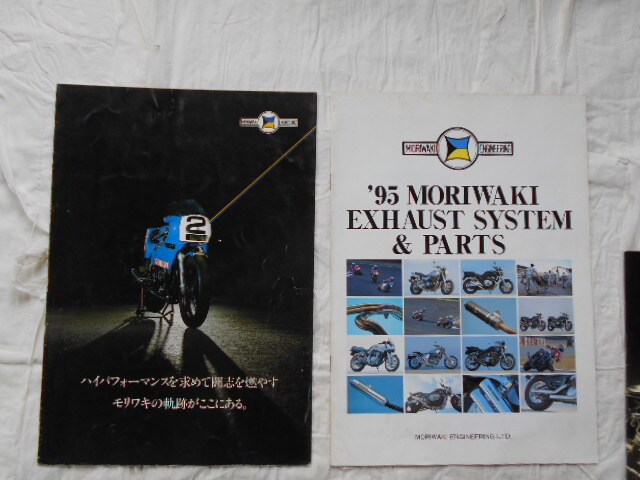 MORIWAKI
2
ハイパフォーマンスを求めて闘志を燃やす
モリワキの軌跡がここにある。
MORIWAKI ENGINEERING
'95 MORIWAKI
EXHAUST SYSTEM
& PARTS
MORIWAKI ENGINEERING LTD.